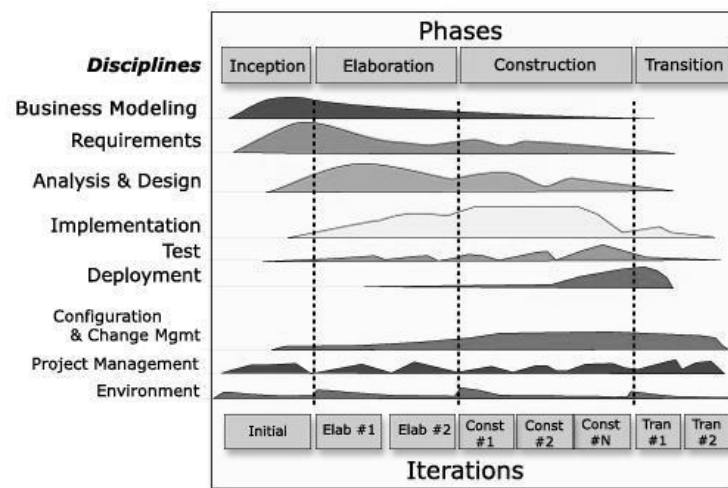 Phases
Disciplines Inception Elaboration Construction Transition
Business Modeling
Requirements
Analysis & Design
Implementation
Test
Deployment
Configuration
& Change Mgmt
Project Management
Environment
Initial Elab #1 Elab #2 Const #1 Const #2 Const #N Tran #1 Tran #2
Iterations